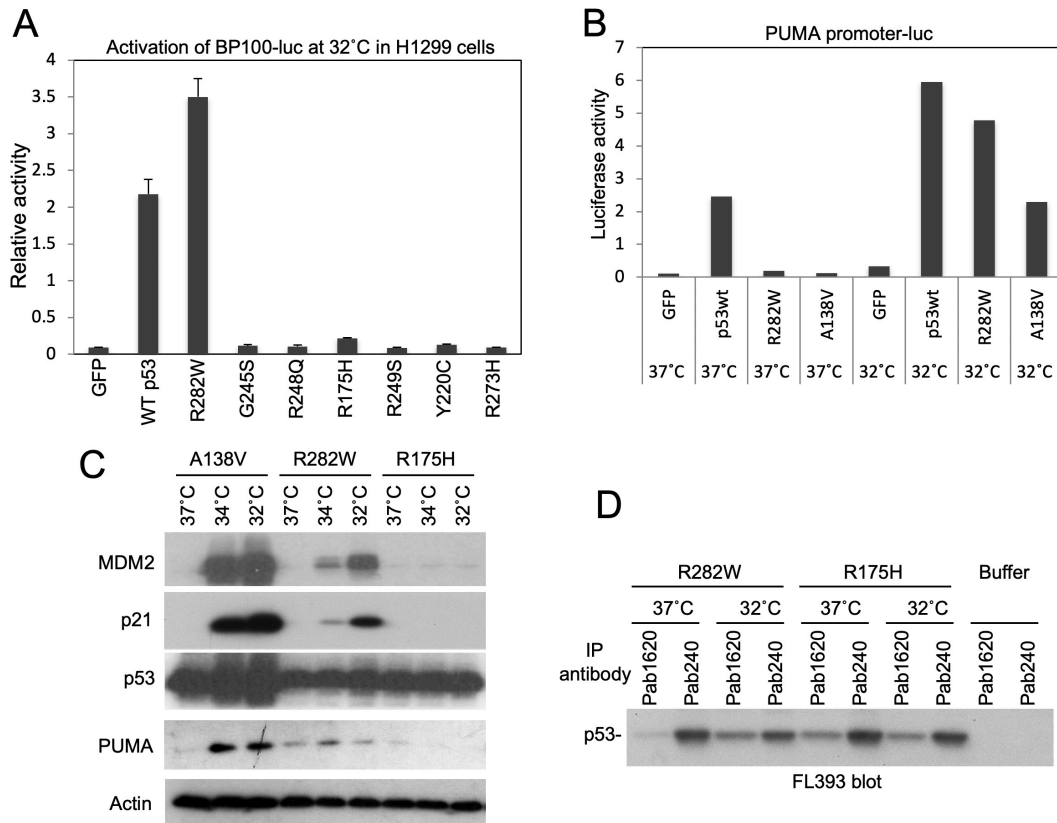 A
Activation of BP100-luc at 32˚C in H1299 cells
Relative activity
4
3.5
3
2.5
2
1.5
1
0.5
0
GFP
WT p53
R282W
G245S
R248Q
R175H
R249S
Y220C
R273H
B
PUMA promoter-luc
Luciferase activity
7
6
5
4
3
2
1
0
GFP
p53wt
R282W
A138V
GFP
p53wt
R282W
A138V
37˚C 37˚C 37˚C 37˚C 32˚C 32˚C 32˚C 32˚C
C
A138V R282W R175H
37˚C 34˚C 32˚C 37˚C 34˚C 32˚C 37˚C 34˚C 32˚C
MDM2
p21
p53
PUMA
Actin
D
R282W R175H Buffer
37˚C 32˚C 37˚C 32˚C
IP
antibody
Pab1620 Pab240 Pab1620 Pab240 Pab1620 Pab240 Pab1620 Pab240 Pab1620 Pab240
p53-
FL393 blot